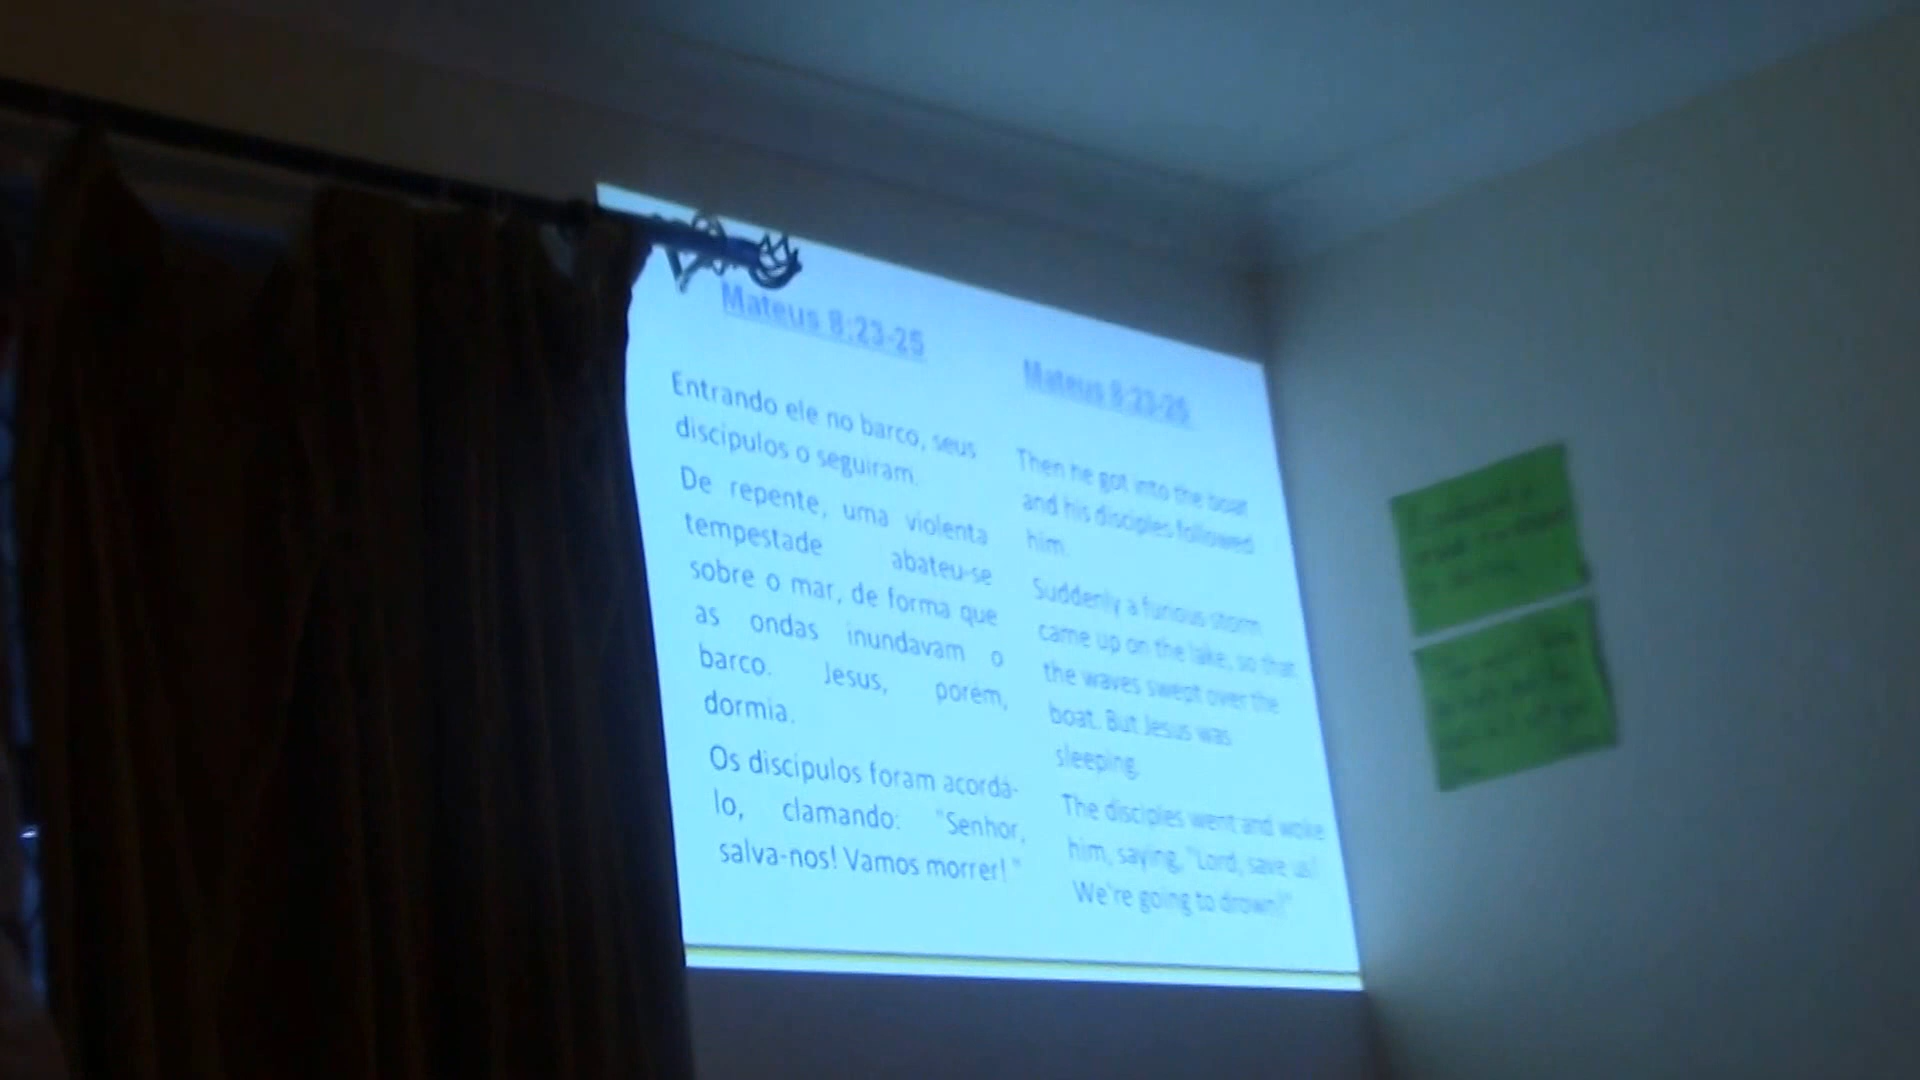 Mateus 8:23-25
Entrando ele no barco, seus
discípulos o seguiram.
De repente, uma violenta
tempestade abateu-se
sobre o mar, de forma que
as ondas inundavam o
barco. Jesus, porém,
dormia.
Os discípulos foram acordá-
lo, clamando: "Senhor,
salva-nos! Vamos morrer!"
Mateus 8:23-25
Then he got into the boat
and his disciples followed
him.
Suddenly a furious storm
came up on the lake, so that
the waves swept over the
boat. But Jesus was
sleeping.
The disciples went and woke
him, saying, "Lord, save us!
We're going to drown!"